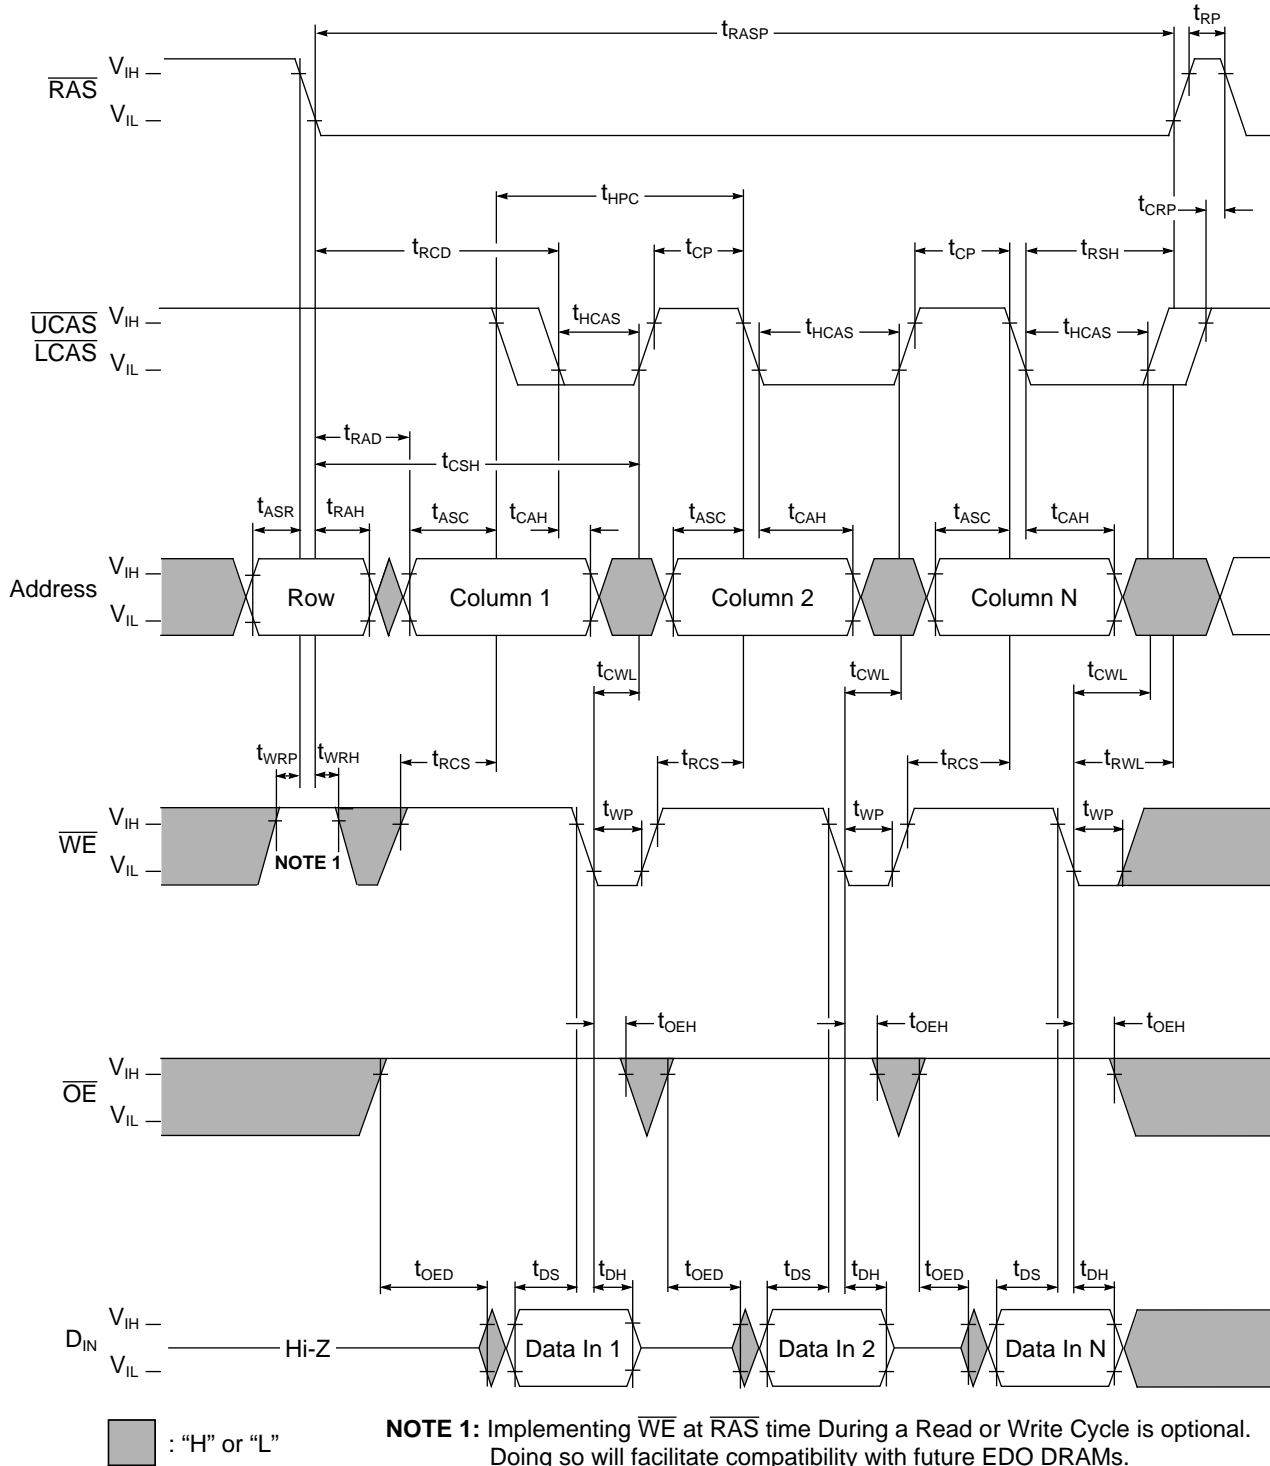 tRP
tRASP
VIH
RAS
VIL
tHPC
tCRP
tRCD
tCP
tCP
tRSH
UCAS
VIH
tHCAS
tHCAS
tHCAS
LCAS
VIL
tRAD
tCSH
tASR
tRAH
tASC
tCAH
tASC
tCAH
tASC
tCAH
VIH
Address
Row
Column 1
Column 2
Column N
VIL
tCWL
tCWL
tCWL
tWRP
tWRH
tRCS
tRCS
tRCS
tRWL
VIH
tWP
tWP
tWP
WE
VIL
NOTE 1
tOEH
tOEH
tOEH
VIH
OE
VIL
tOED
tDS
tDH
tOED
tDS
tDH
tOED
tDS
tDH
VIH
DIN
Hi-Z
Data In 1
Data In 2
Data In N
VIL
: “H” or “L”
NOTE 1: Implementing WE at RAS time During a Read or Write Cycle is optional.
Doing so will facilitate compatibility with future EDO DRAMs.